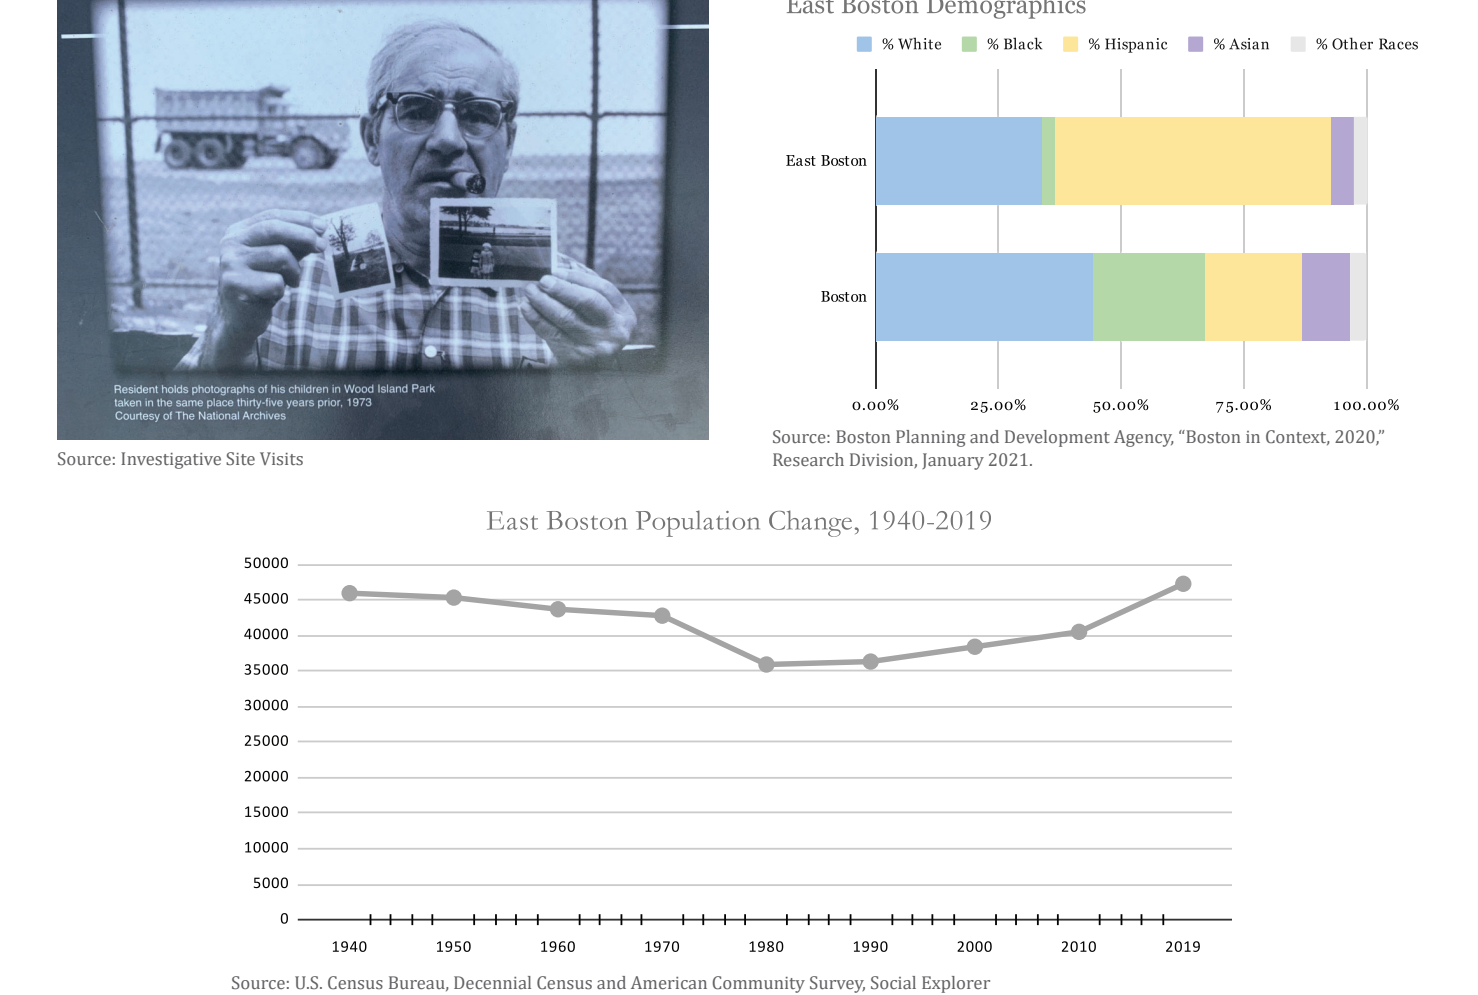 East Boston Demographics
% White % Black % Hispanic % Asian % Other Races
East Boston
Boston
0.00% 25.00% 50.00% 75.00% 100.00%
Resident holds photographs of his children in Wood Island Park
taken in the same place thirty-five years prior, 1973
Courtesy of The National Archives
Source: Investigative Site Visits
Source: Boston Planning and Development Agency, “Boston in Context, 2020,”
Research Division, January 2021.
East Boston Population Change, 1940-2019
50000
45000
40000
35000
30000
25000
20000
15000
10000
5000
0
1940 1950 1960 1970 1980 1990 2000 2010 2019
Source: U.S. Census Bureau, Decennial Census and American Community Survey, Social Explorer